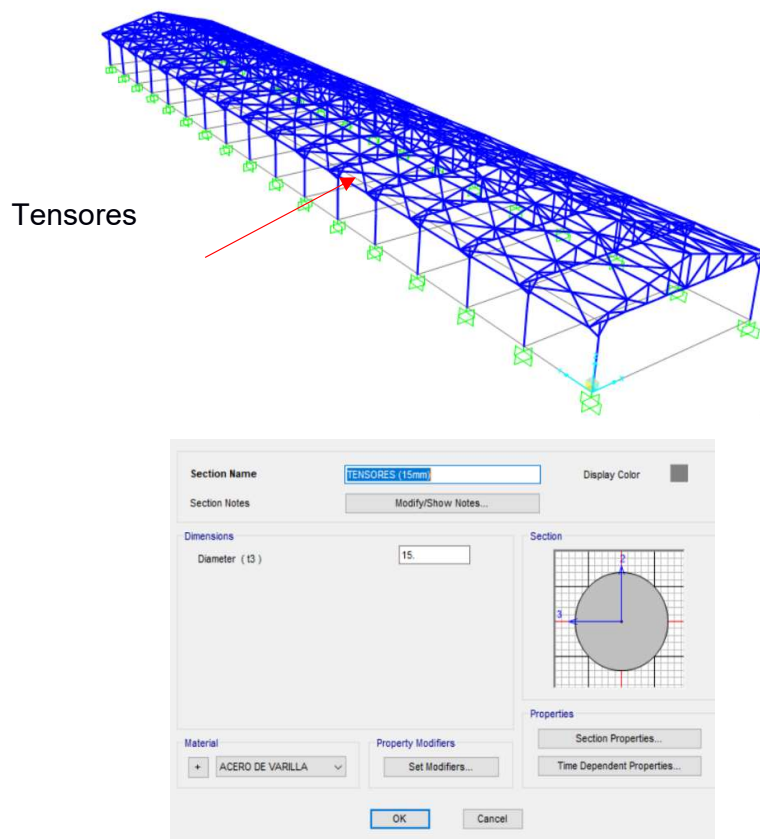 Tensores
Section Name TENSORES (15mm) Display Color
Section Notes Modify/Show Notes...
Dimensions Section
Diameter ( t3 ) 15.
2
3
Properties
Section Properties...
Material Property Modifiers
+ ACERO DE VARILLA Set Modifiers... Time Dependent Properties...
OK Cancel